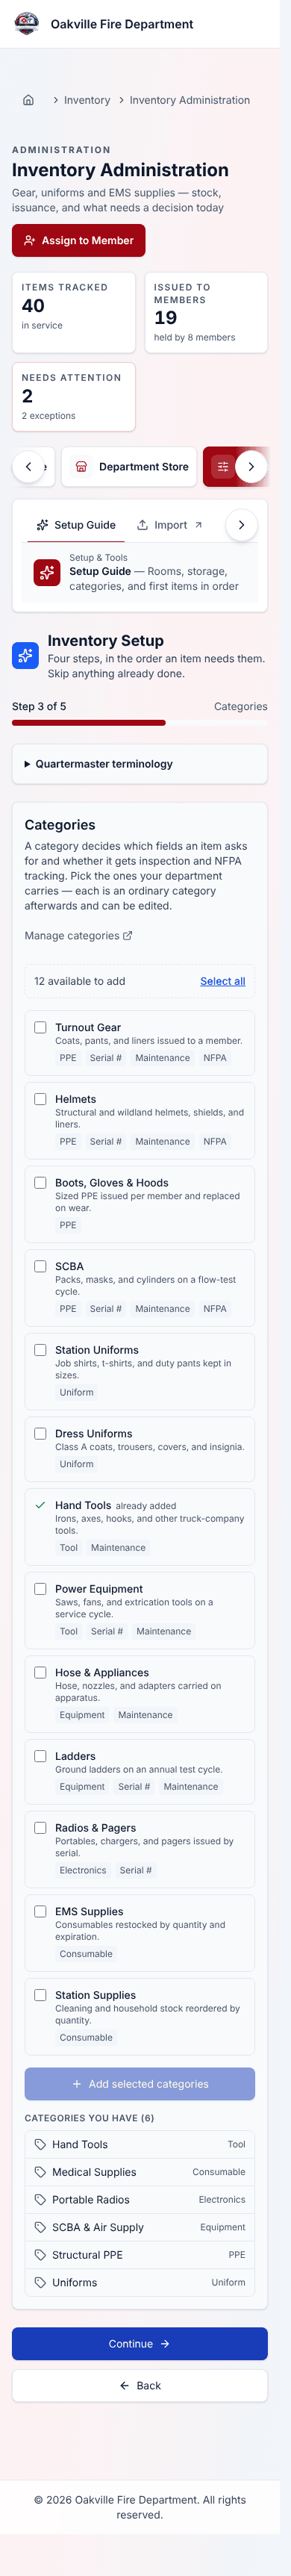 Oakville Fire Department
Inventory
Inventory Administration
ADMINISTRATION
Inventory Administration
Gear, uniforms and EMS supplies — stock,
issuance, and what needs a decision today
Assign to Member
ITEMS TRACKED
40
in service
ISSUED TO
MEMBERS
19
held by 8 members
NEEDS ATTENTION
2
2 exceptions
Department Store
Setup Guide
Import
Setup & Tools
Setup Guide — Rooms, storage,
categories, and first items in order
Inventory Setup
Four steps, in the order an item needs them.
Skip anything already done.
Step 3 of 5
Categories
Quartermaster terminology
Categories
A category decides which fields an item asks
for and whether it gets inspection and NFPA
tracking. Pick the ones your department
carries — each is an ordinary category
afterwards and can be edited.
Manage categories
12 available to add
Select all
Turnout Gear
Coats, pants, and liners issued to a member.
PPE Serial # Maintenance NFPA
Helmets
Structural and wildland helmets, shields, and
liners.
PPE Serial # Maintenance NFPA
Boots, Gloves & Hoods
Sized PPE issued per member and replaced
on wear.
PPE
SCBA
Packs, masks, and cylinders on a flow-test
cycle.
PPE Serial # Maintenance NFPA
Station Uniforms
Job shirts, t-shirts, and duty pants kept in
sizes.
Uniform
Dress Uniforms
Class A coats, trousers, covers, and insignia.
Uniform
Hand Tools already added
Irons, axes, hooks, and other truck-company
tools.
Tool Maintenance
Power Equipment
Saws, fans, and extrication tools on a
service cycle.
Tool Serial # Maintenance
Hose & Appliances
Hose, nozzles, and adapters carried on
apparatus.
Equipment Maintenance
Ladders
Ground ladders on an annual test cycle.
Equipment Serial # Maintenance
Radios & Pagers
Portables, chargers, and pagers issued by
serial.
Electronics Serial #
EMS Supplies
Consumables restocked by quantity and
expiration.
Consumable
Station Supplies
Cleaning and household stock reordered by
quantity.
Consumable
Add selected categories
CATEGORIES YOU HAVE (6)
Hand Tools Tool
Medical Supplies Consumable
Portable Radios Electronics
SCBA & Air Supply Equipment
Structural PPE PPE
Uniforms Uniform
Continue
Back
© 2026 Oakville Fire Department. All rights
reserved.